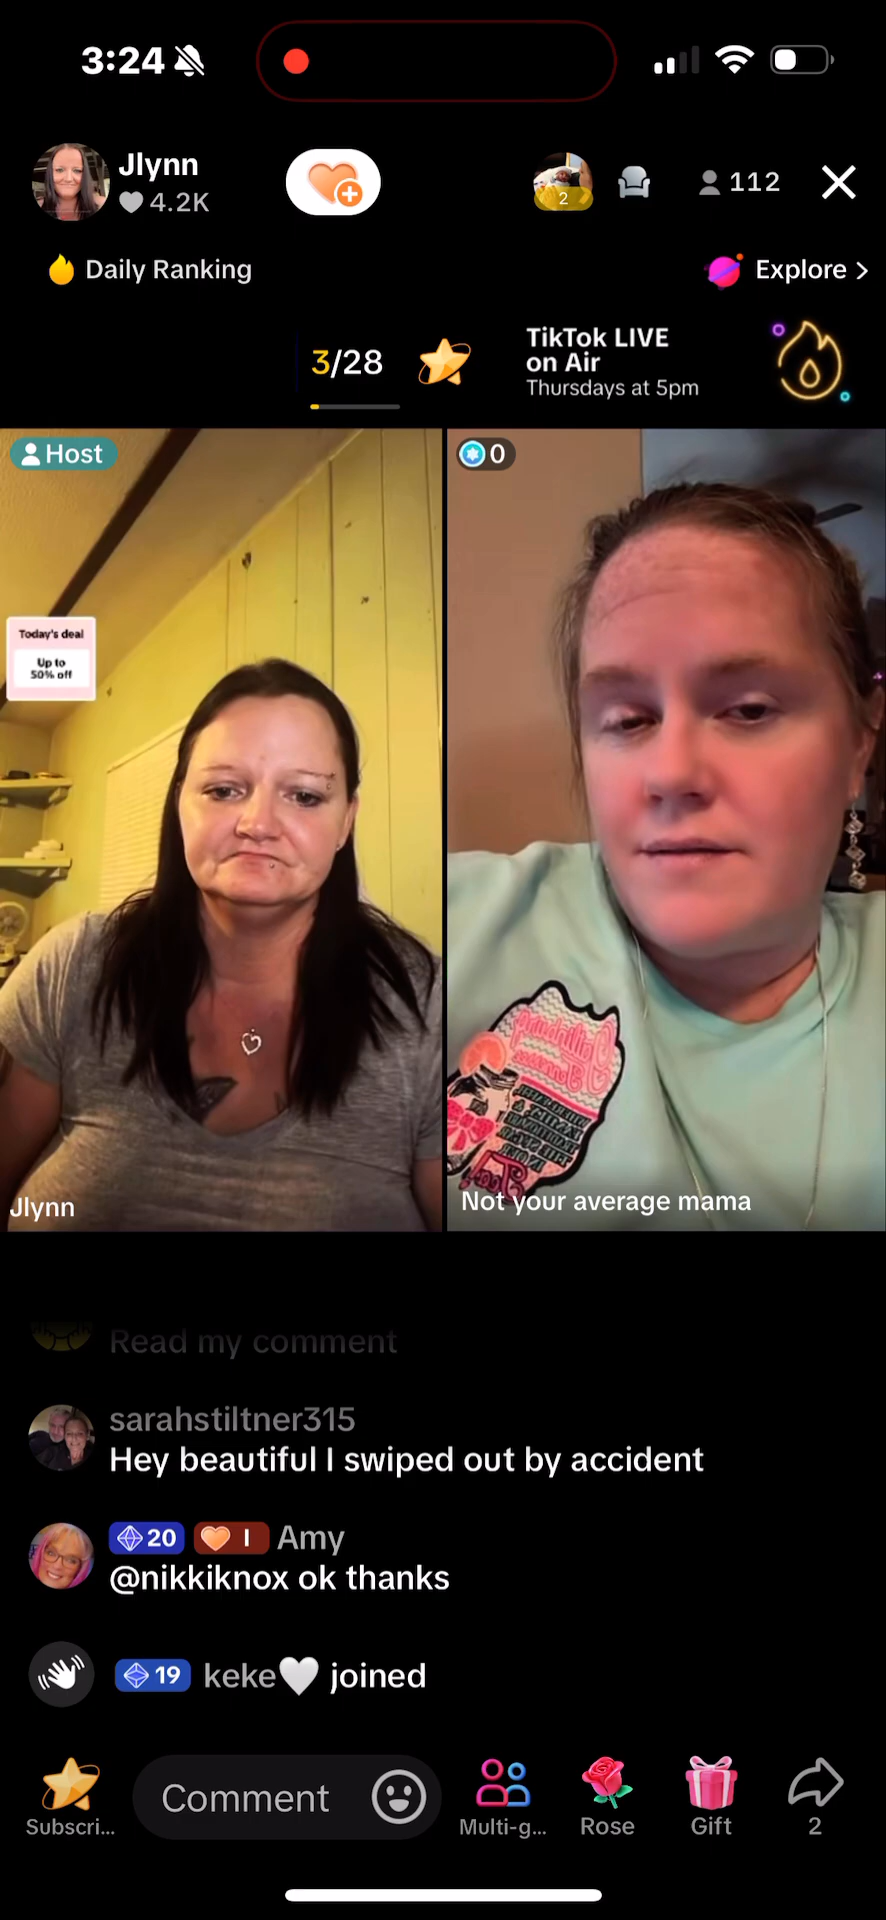 3:24
Jlynn
4.2K
2
112
Daily Ranking
Explore >
3/28
TikTok LIVE
on Air
Thursdays at 5pm
Host
0
Today's deal
Up to
50% off
Jlynn
Not your average mama
Read my comment
sarahstiltner315
Hey beautiful I swiped out by accident
20 I Amy
@nikkiknox ok thanks
19 keke🤍 joined
Comment
Subscri...
Multi-g...
Rose
Gift
2